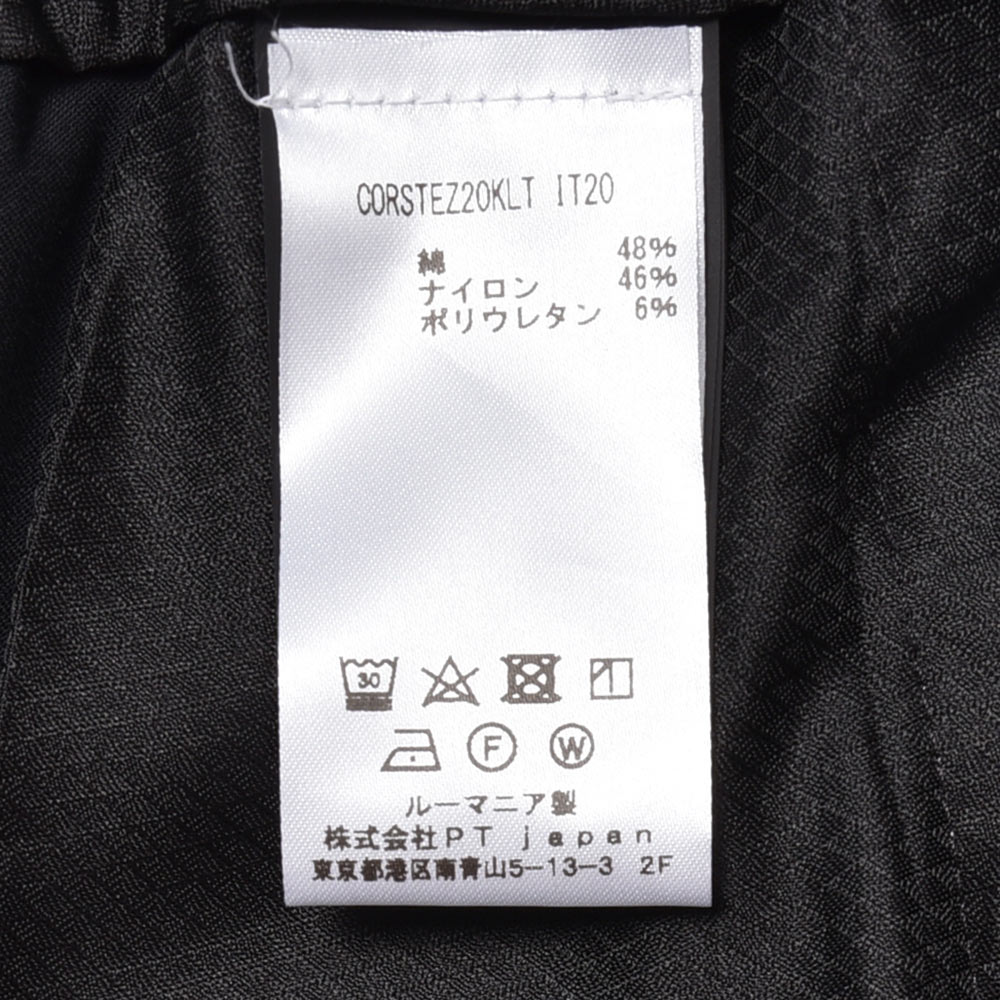 CORSTEZ20KLT IT20
綿 48%
ナイロン 46%
ポリウレタン 6%
30
F W
ルーマニア製
株式会社PT japan
東京都港区南青山5-13-3 2F